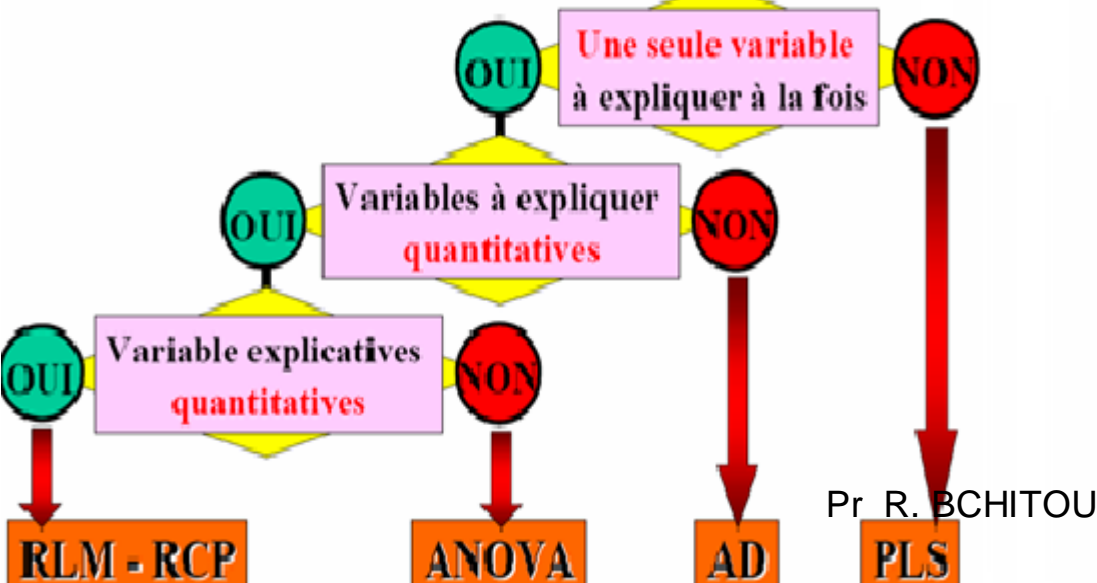 OUI
Une seule variable
à expliquer à la fois
NON
OUI
Variables à expliquer
quantitatives
NON
OUI
Variable explicatives
quantitatives
NON
Pr R. BCHITOU
RLM - RCP
ANOVA
AD
PLS